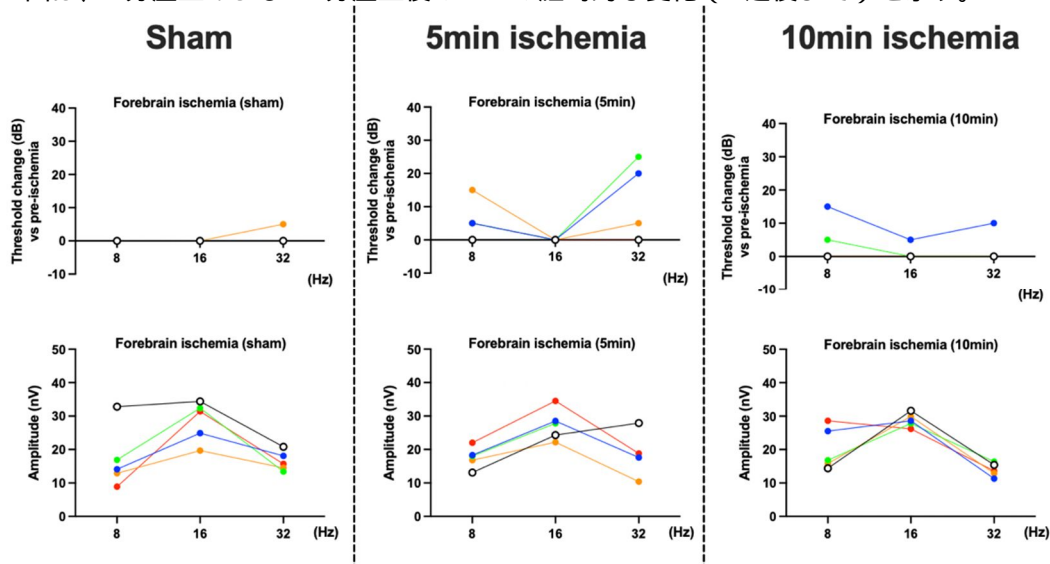 Sham
5min ischemia
10min ischemia
Forebrain ischemia (sham)
Threshold change (dB)
vs pre-ischemia
40
30
20
10
0
-10
8
16
32
(Hz)
Forebrain ischemia (5min)
Threshold change (dB)
vs pre-ischemia
40
30
20
10
0
-10
8
16
32
(Hz)
Forebrain ischemia (10min)
Threshold change (dB)
vs pre-ischemia
40
30
20
10
0
-10
8
16
32
(Hz)
Forebrain ischemia (sham)
Amplitude (nV)
50
40
30
20
10
0
8
16
32
(Hz)
Forebrain ischemia (5min)
Amplitude (nV)
50
40
30
20
10
0
8
16
32
(Hz)
Forebrain ischemia (10min)
Amplitude (nV)
50
40
30
20
10
0
8
16
32
(Hz)